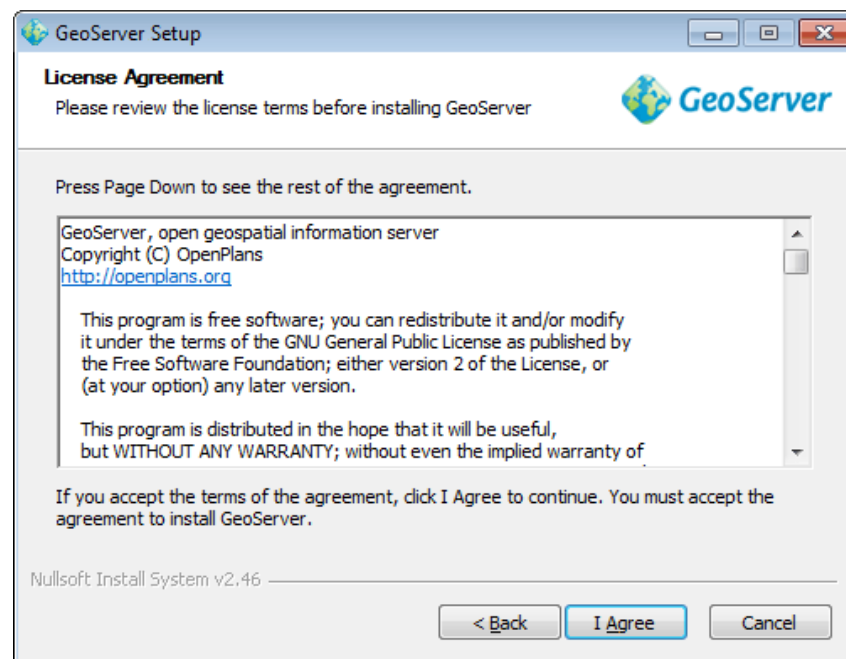 GeoServer Setup
License Agreement
Please review the license terms before installing GeoServer
GeoServer
Press Page Down to see the rest of the agreement.
GeoServer, open geospatial information server
Copyright (C) OpenPlans
http://openplans.org
This program is free software; you can redistribute it and/or modify
it under the terms of the GNU General Public License as published by
the Free Software Foundation; either version 2 of the License, or
(at your option) any later version.
This program is distributed in the hope that it will be useful,
but WITHOUT ANY WARRANTY; without even the implied warranty of
If you accept the terms of the agreement, click I Agree to continue. You must accept the
agreement to install GeoServer.
Nullsoft Install System v2.46
< Back
I Agree
Cancel